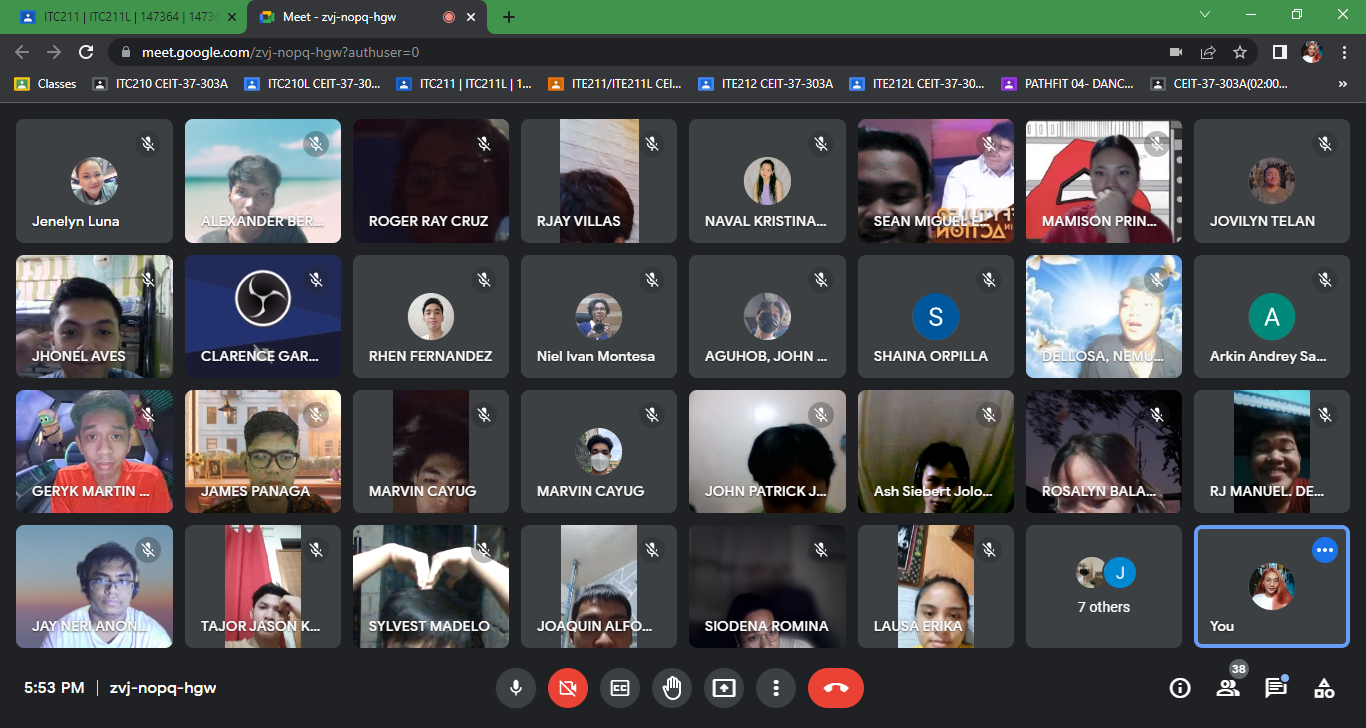 ITC211 | ITC211L | 147364 | 1473
Meet - zvj-nopq-hgw
meet.google.com/zvj-nopq-hgw?authuser=0
Classes
ITC210 CEIT-37-303A
ITC210L CEIT-37-30...
ITC211 | ITC211L | 1...
ITE211/ITE211L CEI...
ITE212 CEIT-37-303A
ITE212L CEIT-37-30...
PATHFIT 04- DANC...
CEIT-37-303A(02:00...
»
Jenelyn Luna
ALEXANDER BER...
ROGER RAY CRUZ
RJAY VILLAS
NAVAL KRISTINA...
SEAN MIGUEL
ACTION
MAMISON PRIN...
JOVILYN TELAN
JHONEL AVES
CLARENCE GAR...
RHEN FERNANDEZ
Niel Ivan Montesa
AGUHOB, JOHN ...
S
SHAINA ORPILLA
DELLOSA, NEMU...
A
Arkin Andrey Sa...
GERYK MARTIN ...
JAMES PANAGA
MARVIN CAYUG
MARVIN CAYUG
JOHN PATRICK J...
Ash Siebert Jolo...
ROSALYN BALA...
RJ MANUEL. DE...
JAY NERI ANON...
TAJOR JASON K...
SYLVEST MADELO
JOAQUIN ALFO...
SIODENA ROMINA
LAUSA ERIKA
J
7 others
You
5:53 PM | zvj-nopq-hgw
38